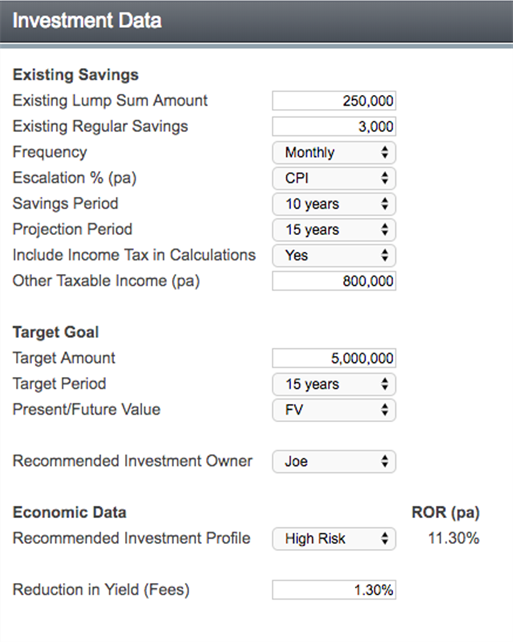 Investment Data
Existing Savings
Existing Lump Sum Amount 250,000
Existing Regular Savings 3,000
Frequency Monthly
Escalation % (pa) CPI
Savings Period 10 years
Projection Period 15 years
Include Income Tax in Calculations Yes
Other Taxable Income (pa) 800,000
Target Goal
Target Amount 5,000,000
Target Period 15 years
Present/Future Value FV
Recommended Investment Owner Joe
Economic Data ROR (pa)
Recommended Investment Profile High Risk 11.30%
Reduction in Yield (Fees) 1.30%